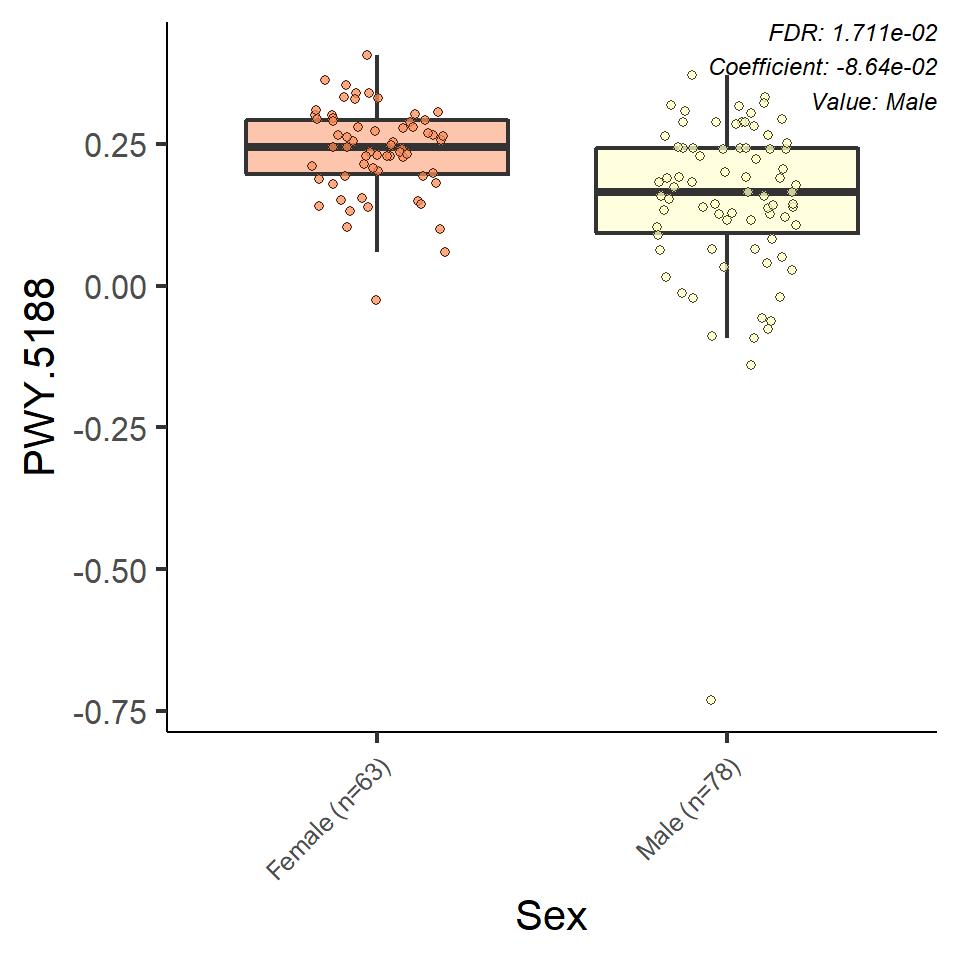 FDR: 1.711e-02
Coefficient: -8.64e-02
Value: Male
0.25
0.00
-0.25
-0.50
-0.75
PWY.5188
Female (n=63)
Male (n=78)
Sex